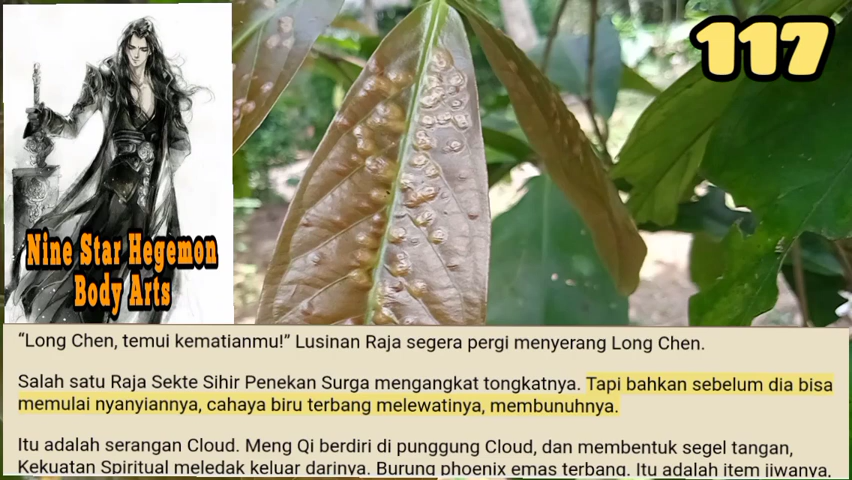 117
Nine Star Hegemon
Body Arts
“Long Chen, temui kematianmu!” Lusinan Raja segera pergi menyerang Long Chen.
Salah satu Raja Sekte Sihir Penekan Surga mengangkat tongkatnya. Tapi bahkan sebelum dia bisa
memulai nyanyiannya, cahaya biru terbang melewatinya, membunuhnya.
Itu adalah serangan Cloud. Meng Qi berdiri di punggung Cloud, dan membentuk segel tangan,
Kekuatan Spiritual meledak keluar darinya. Burung phoenix emas terbang. Itu adalah item jiwanya,